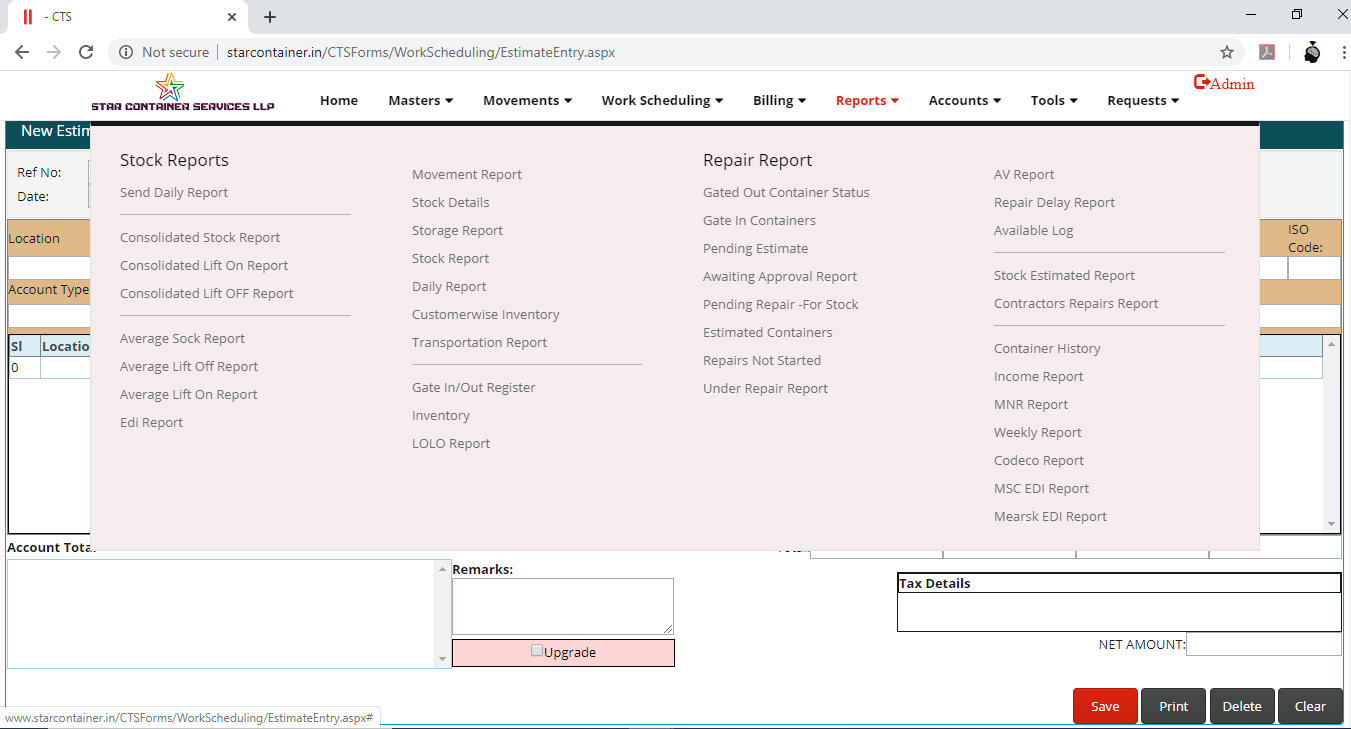 - CTS
Not secure
starcontainer.in/CTSForms/WorkScheduling/EstimateEntry.aspx
STAR CONTAINER SERVICES LLP
Home
Masters
Movements
Work Scheduling
Billing
Reports
Accounts
Tools
Requests
Admin
New Estim
Ref No:
Date:
Location
Account Type
Sl
Locatio
0
ISO
Code:
Stock Reports
Send Daily Report
Consolidated Stock Report
Consolidated Lift On Report
Consolidated Lift OFF Report
Average Sock Report
Average Lift Off Report
Average Lift On Report
Edi Report
Movement Report
Stock Details
Storage Report
Stock Report
Daily Report
Customerwise Inventory
Transportation Report
Gate In/Out Register
Inventory
LOLO Report
Repair Report
Gated Out Container Status
Gate In Containers
Pending Estimate
Awaiting Approval Report
Pending Repair -For Stock
Estimated Containers
Repairs Not Started
Under Repair Report
AV Report
Repair Delay Report
Available Log
Stock Estimated Report
Contractors Repairs Report
Container History
Income Report
MNR Report
Weekly Report
Codeco Report
MSC EDI Report
Mearsk EDI Report
Account Tota
Remarks:
Upgrade
Tax Details
NET AMOUNT:
Save
Print
Delete
Clear
www.starcontainer.in/CTSForms/WorkScheduling/EstimateEntry.aspx#